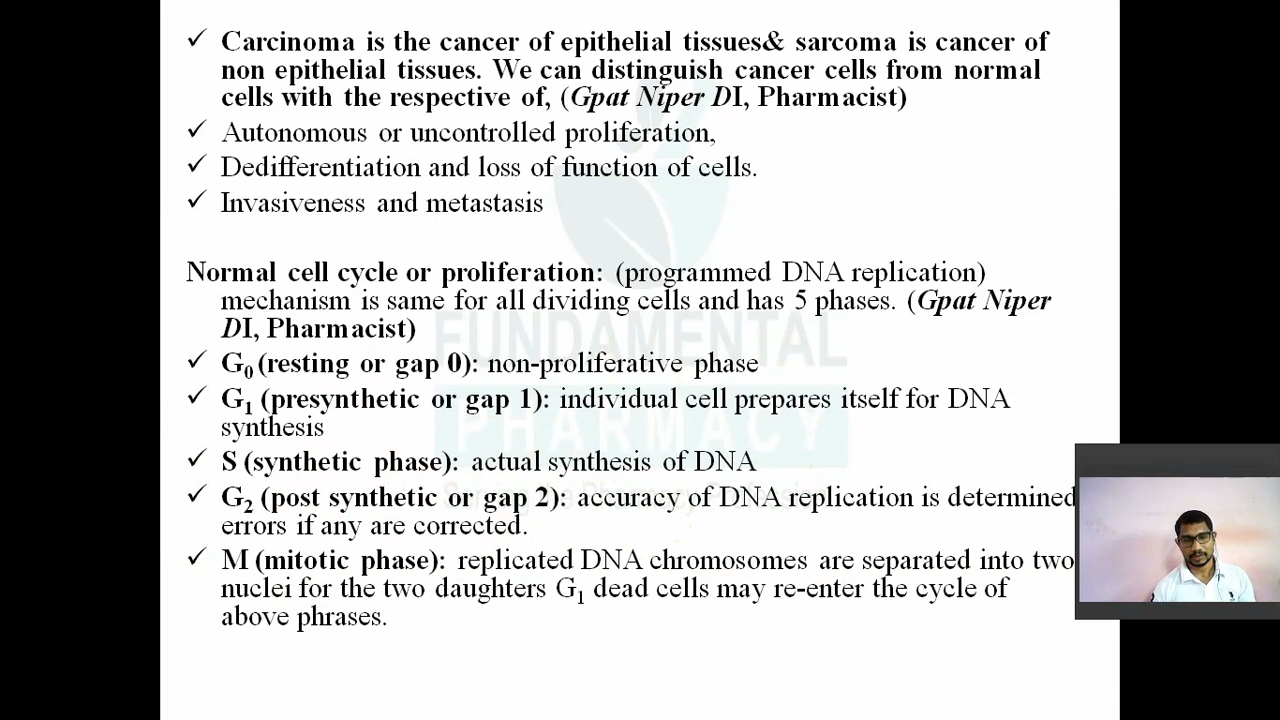 ✓ Carcinoma is the cancer of epithelial tissues& sarcoma is cancer of
non epithelial tissues. We can distinguish cancer cells from normal
cells with the respective of, (Gpat Niper DI, Pharmacist)
✓ Autonomous or uncontrolled proliferation,
✓ Dedifferentiation and loss of function of cells.
✓ Invasiveness and metastasis
Normal cell cycle or proliferation: (programmed DNA replication)
mechanism is same for all dividing cells and has 5 phases. (Gpat Niper
DI, Pharmacist)
✓ G0 (resting or gap 0): non-proliferative phase
✓ G1 (presynthetic or gap 1): individual cell prepares itself for DNA
synthesis
✓ S (synthetic phase): actual synthesis of DNA
✓ G2 (post synthetic or gap 2): accuracy of DNA replication is determined
errors if any are corrected.
✓ M (mitotic phase): replicated DNA chromosomes are separated into two
nuclei for the two daughters G1 dead cells may re-enter the cycle of
above phrases.
FUNDAMENTAL
PHARMACY